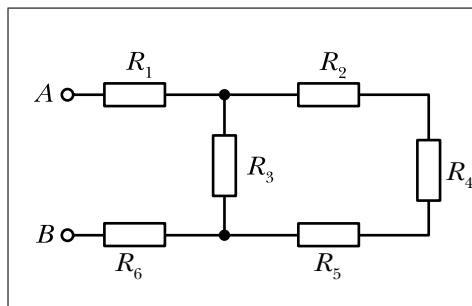 R₁ R₂
A
R₃ R₄
B
R₆ R₅